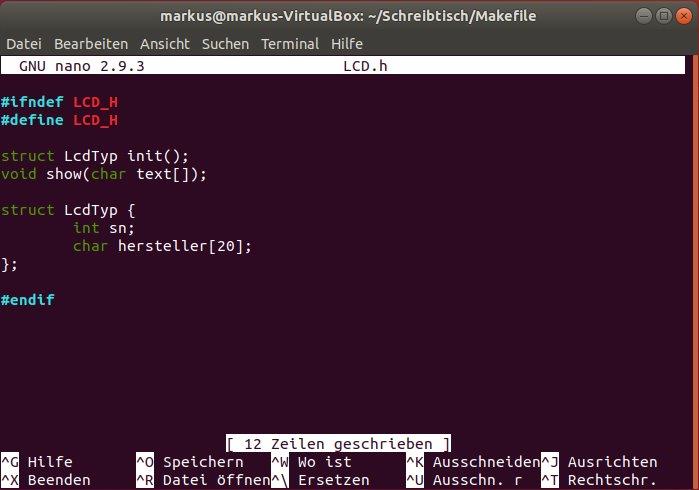 markus@markus-VirtualBox: ~/Schreibtisch/Makefile
Datei Bearbeiten Ansicht Suchen Terminal Hilfe
GNU nano 2.9.3 LCD.h
#ifndef LCD_H
#define LCD_H
struct LcdTyp init();
void show(char text[]);
struct LcdTyp {
int sn;
char hersteller[20];
};
#endif
[ 12 Zeilen geschrieben ]
^G Hilfe ^O Speichern ^W Wo ist ^K Ausschneiden ^J Ausrichten
^X Beenden ^R Datei öffnen ^\ Ersetzen ^U Ausschn. r ^T Rechtschr.